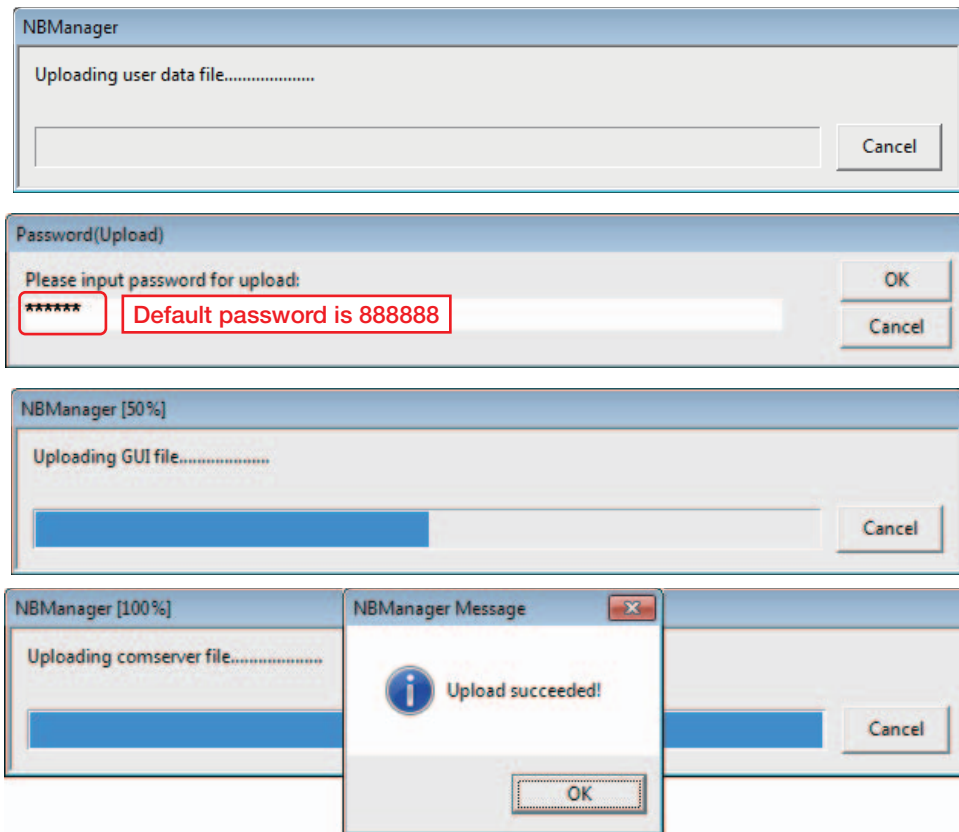 NBManager
Uploading user data file....................
Cancel
Password(Upload)
Please input password for upload:
OK
****** Default password is 888888
Cancel
NBManager [50%]
Uploading GUI file....................
Cancel
NBManager [100%]
NBManager Message
Uploading comserver file....................
Upload succeeded!
Cancel
OK